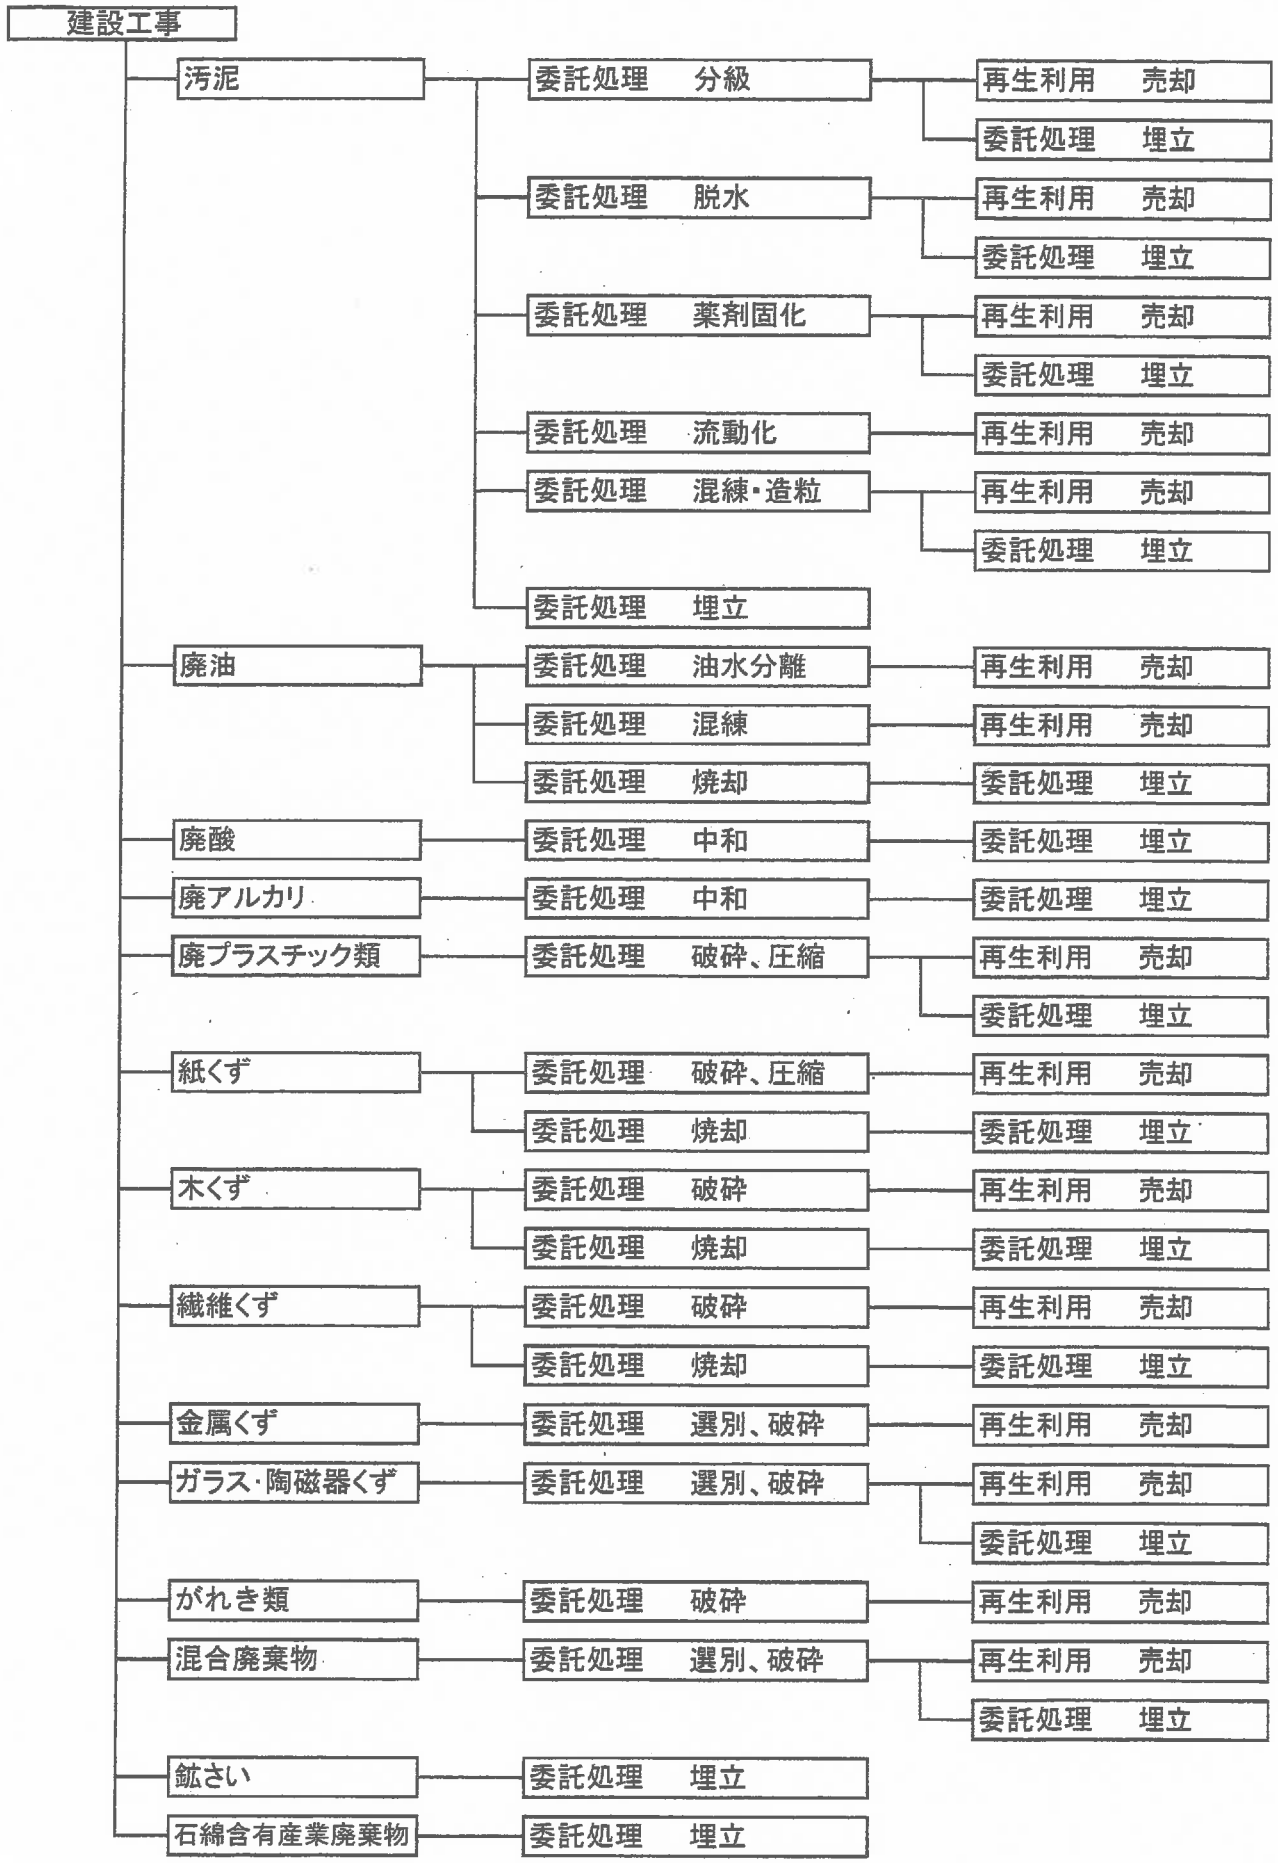 建設工事
汚泥 委託処理 分級 再生利用 売却
委託処理 埋立
委託処理 脱水 再生利用 売却
委託処理 埋立
委託処理 薬剤固化 再生利用 売却
委託処理 埋立
委託処理 流動化 再生利用 売却
委託処理 混練・造粒 再生利用 売却
委託処理 埋立
委託処理 埋立
廃油 委託処理 油水分離 再生利用 売却
委託処理 混練 再生利用 売却
委託処理 焼却 委託処理 埋立
廃酸 委託処理 中和 委託処理 埋立
廃アルカリ 委託処理 中和 委託処理 埋立
廃プラスチック類 委託処理 破砕、圧縮 再生利用 売却
委託処理 埋立
紙くず 委託処理 破砕、圧縮 再生利用 売却
委託処理 焼却 委託処理 埋立
木くず 委託処理 破砕 再生利用 売却
委託処理 焼却 委託処理 埋立
繊維くず 委託処理 破砕 再生利用 売却
委託処理 焼却 委託処理 埋立
金属くず 委託処理 選別、破砕 再生利用 売却
ガラス・陶磁器くず 委託処理 選別、破砕 再生利用 売却
委託処理 埋立
がれき類 委託処理 破砕 再生利用 売却
混合廃棄物 委託処理 選別、破砕 再生利用 売却
委託処理 埋立
鉱さい 委託処理 埋立
石綿含有産業廃棄物 委託処理 埋立